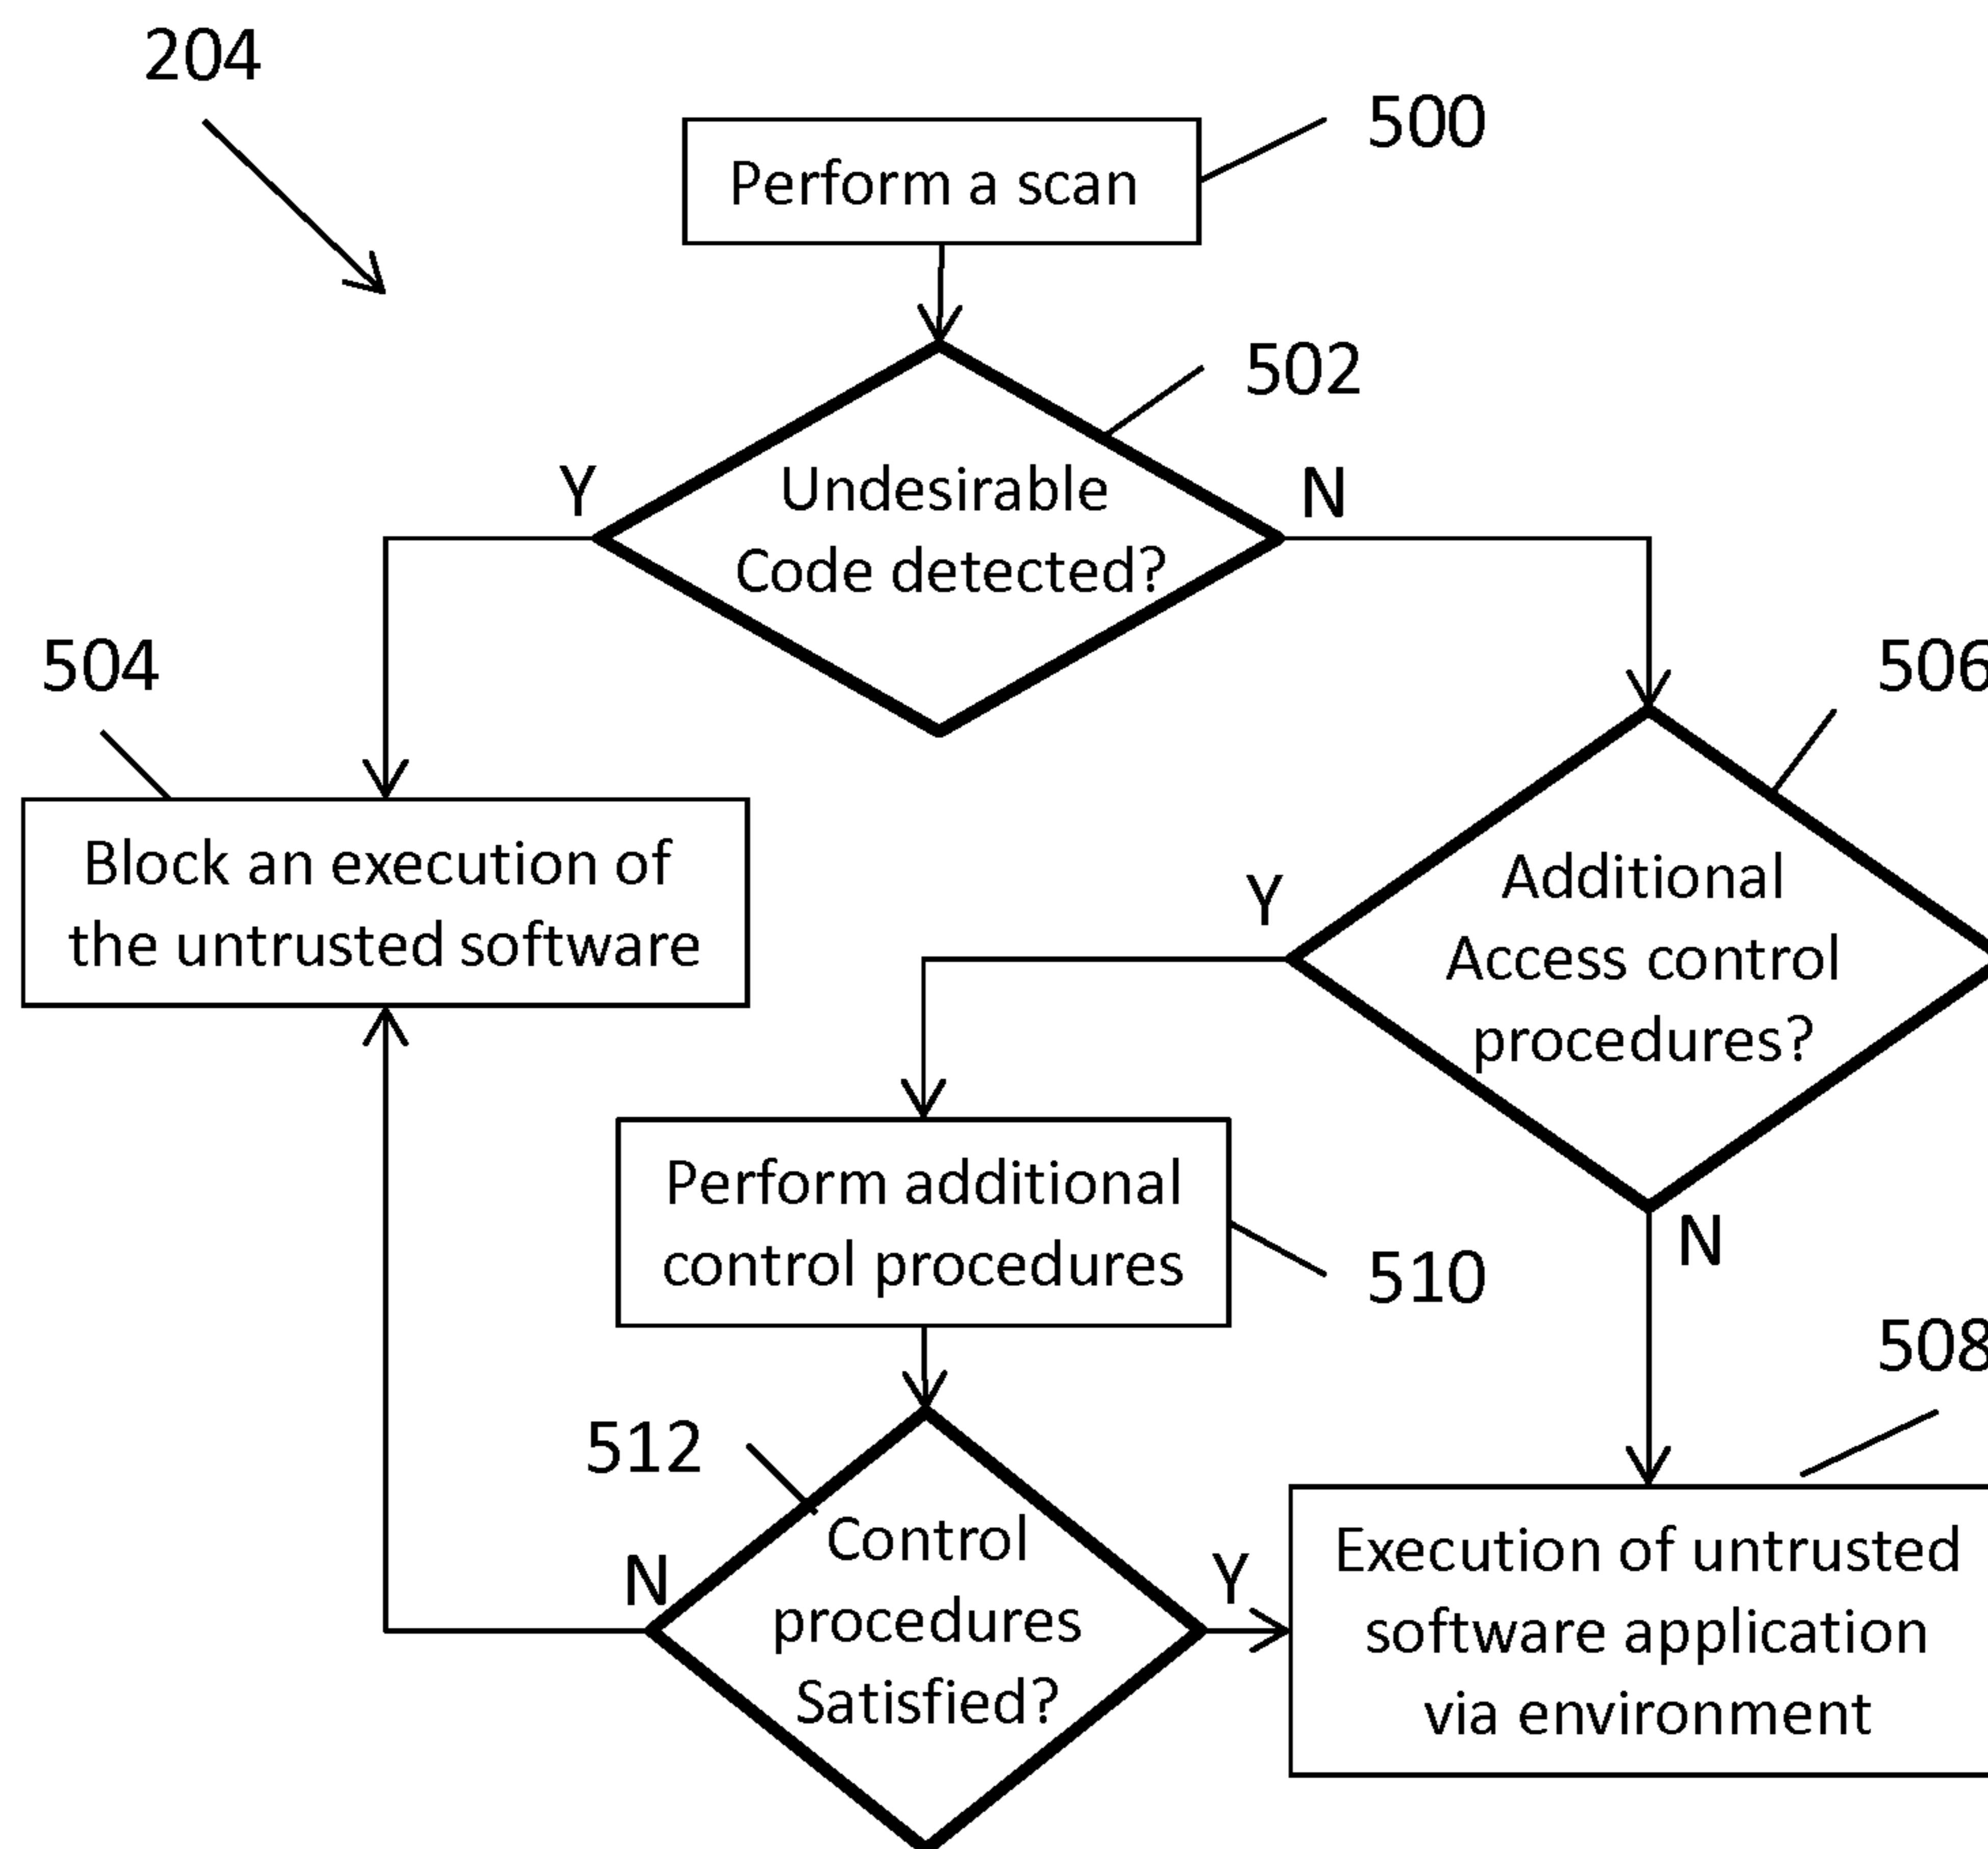 204
500
Perform a scan
502
Y
Undesirable
Code detected?
N
504
506
Block an execution of
the untrusted software
Y
Additional
Access control
procedures?
N
Perform additional
control procedures
510
508
512
Control
procedures
Satisfied?
N
Y
Execution of untrusted
software application
via environment